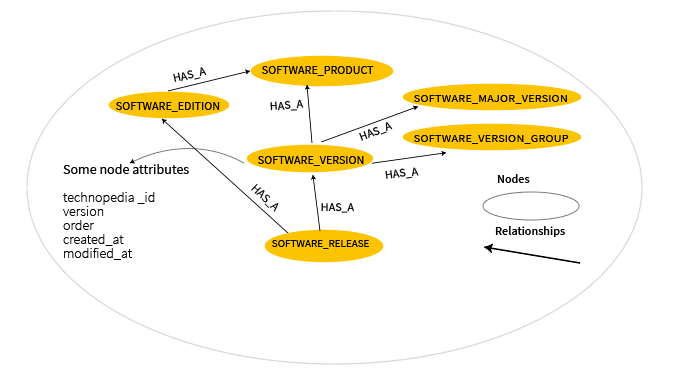 SOFTWARE_PRODUCT
HAS_A
SOFTWARE_EDITION
HAS_A
SOFTWARE_MAJOR_VERSION
HAS_A
SOFTWARE_VERSION_GROUP
SOFTWARE_VERSION
HAS_A
Some node attributes
technopedia _id
version
order
created_at
modified_at
HAS_A
HAS_A
SOFTWARE_RELEASE
Nodes
Relationships